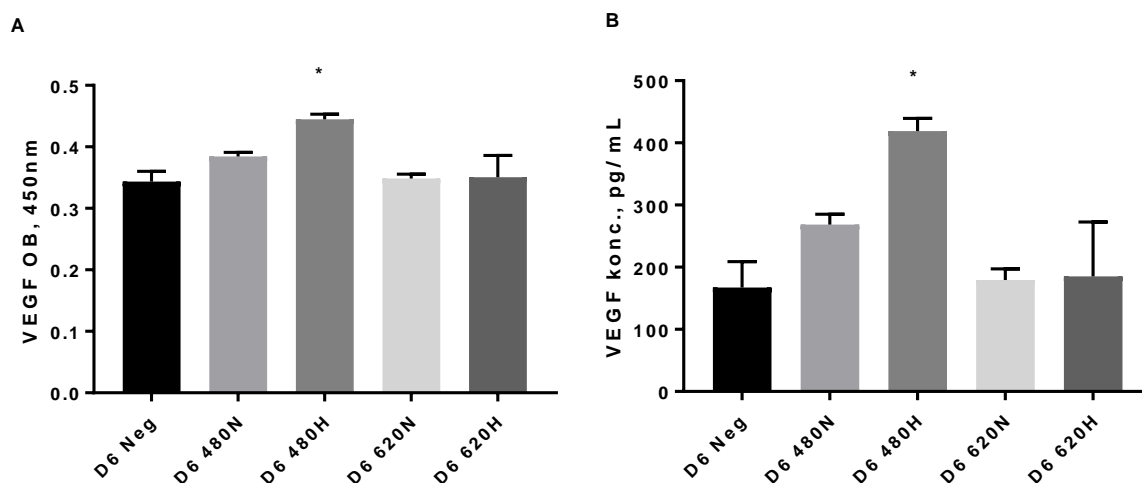 A
VEGF OB, 450nm
*
0.5
0.4
0.3
0.2
0.1
0.0
D6 Neg
D6 480N
D6 480H
D6 620N
D6 620H
B
VEGF konc., pg/mL
*
500
400
300
200
100
0
D6 Neg
D6 480N
D6 480H
D6 620N
D6 620H